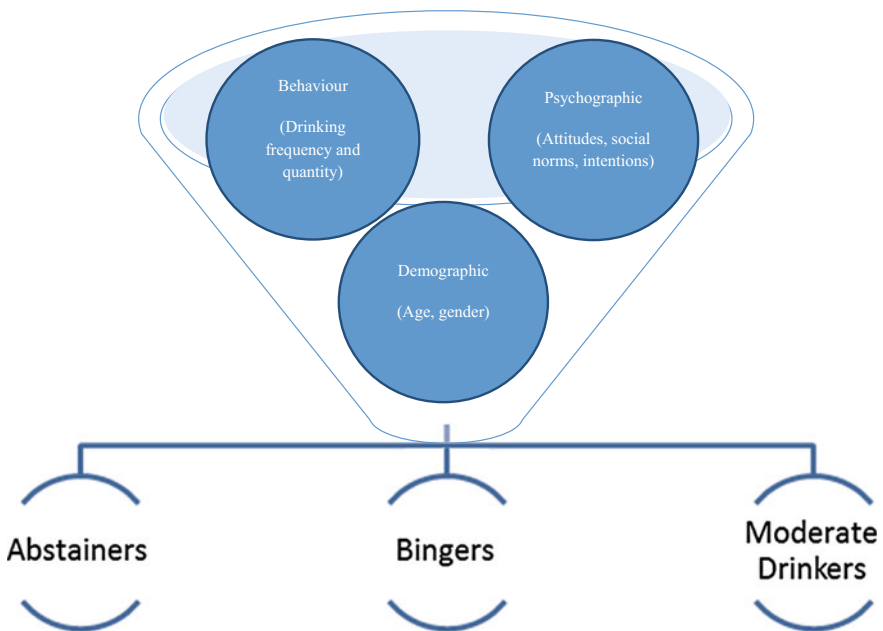 Behaviour
(Drinking
frequency and
quantity)
Psychographic
(Attitudes, social
norms, intentions)
Demographic
(Age, gender)
Abstainers
Bingers
Moderate
Drinkers